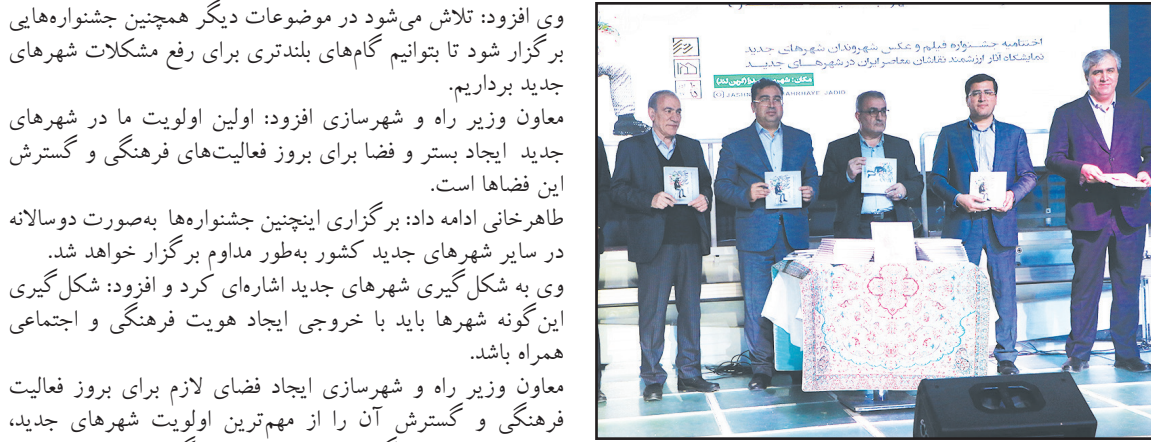 وی افزود: تلاش می‌شود در موضوعات دیگر همچنین جشنواره‌هایی
برگزار شود تا بتوانیم گام‌های بلندتری برای رفع مشکلات شهرهای
جدید برداریم.
معاون وزیر راه و شهرسازی افزود: اولین اولویت ما در شهرهای
جدید ایجاد بستر و فضا برای بروز فعالیت‌های فرهنگی و گسترش
این فضاها است.
طاهرخانی ادامه داد: برگزاری اینچنین جشنواره‌ها به‌صورت دوسالانه
در سایر شهرهای جدید کشور به‌طور مداوم برگزار خواهد شد.
وی به شکل‌گیری شهرهای جدید اشاره‌ای کرد و افزود: شکل‌گیری
این‌گونه شهرها باید با خروجی ایجاد هویت فرهنگی و اجتماعی
همراه باشد.
معاون وزیر راه و شهرسازی ایجاد فضای لازم برای بروز فعالیت
فرهنگی و گسترش آن را از مهم‌ترین اولویت شهرهای جدید،
اختتامیه جشنواره فیلم و عکس شهروندان شهرهای جدید
نمایشگاه آثار ارزشمند نقاشان معاصر ایران در شهرهای جدید
مکان: